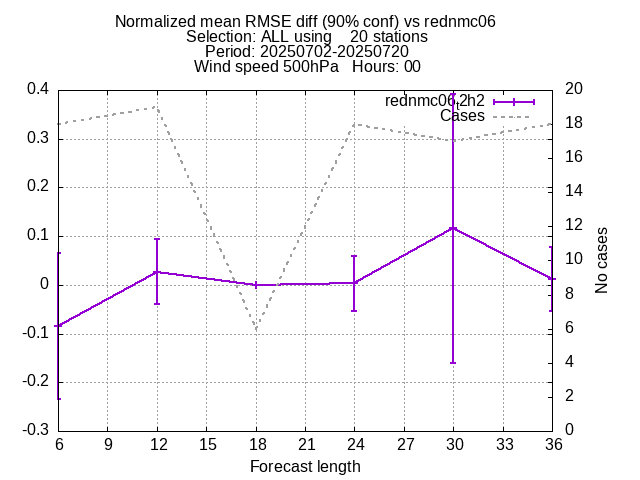 Normalized mean RMSE diff (90% conf) vs rednmc06
Selection: ALL using    20 stations
Period: 20250702-20250720
Wind speed 500hPa   Hours: 00
rednmc06t2h2
Cases
0.4
0.3
0.2
0.1
0
-0.1
-0.2
-0.3
20
18
16
14
12
10
8
6
4
2
0
No cases
6 9 12 15 18 21 24 27 30 33 36
Forecast length